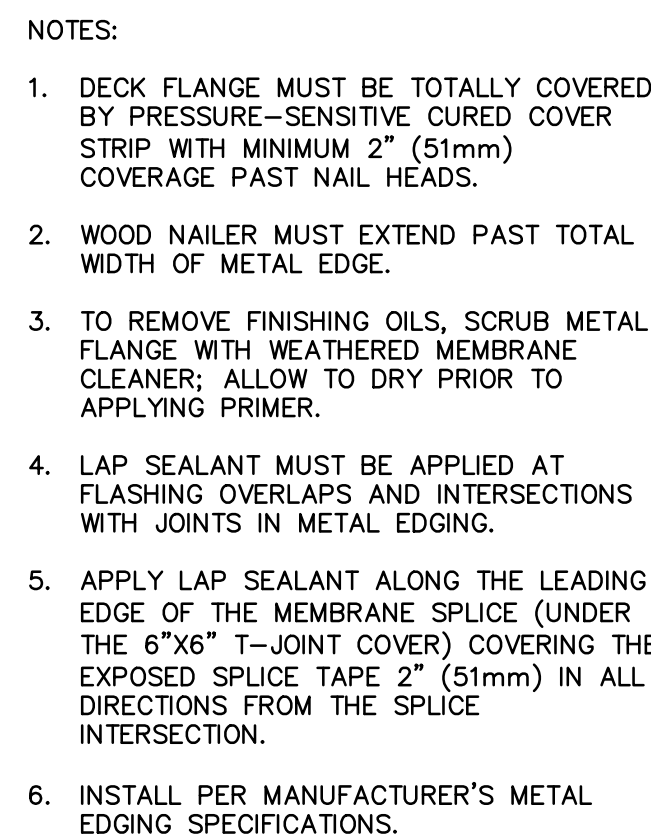 NOTES:
1. DECK FLANGE MUST BE TOTALLY COVERED
BY PRESSURE–SENSITIVE CURED COVER
STRIP WITH MINIMUM 2” (51mm)
COVERAGE PAST NAIL HEADS.
2. WOOD NAILER MUST EXTEND PAST TOTAL
WIDTH OF METAL EDGE.
3. TO REMOVE FINISHING OILS, SCRUB METAL
FLANGE WITH WEATHERED MEMBRANE
CLEANER; ALLOW TO DRY PRIOR TO
APPLYING PRIMER.
4. LAP SEALANT MUST BE APPLIED AT
FLASHING OVERLAPS AND INTERSECTIONS
WITH JOINTS IN METAL EDGING.
5. APPLY LAP SEALANT ALONG THE LEADING
EDGE OF THE MEMBRANE SPLICE (UNDER
THE 6”X6” T–JOINT COVER) COVERING THE
EXPOSED SPLICE TAPE 2” (51mm) IN ALL
DIRECTIONS FROM THE SPLICE
INTERSECTION.
6. INSTALL PER MANUFACTURER’S METAL
EDGING SPECIFICATIONS.